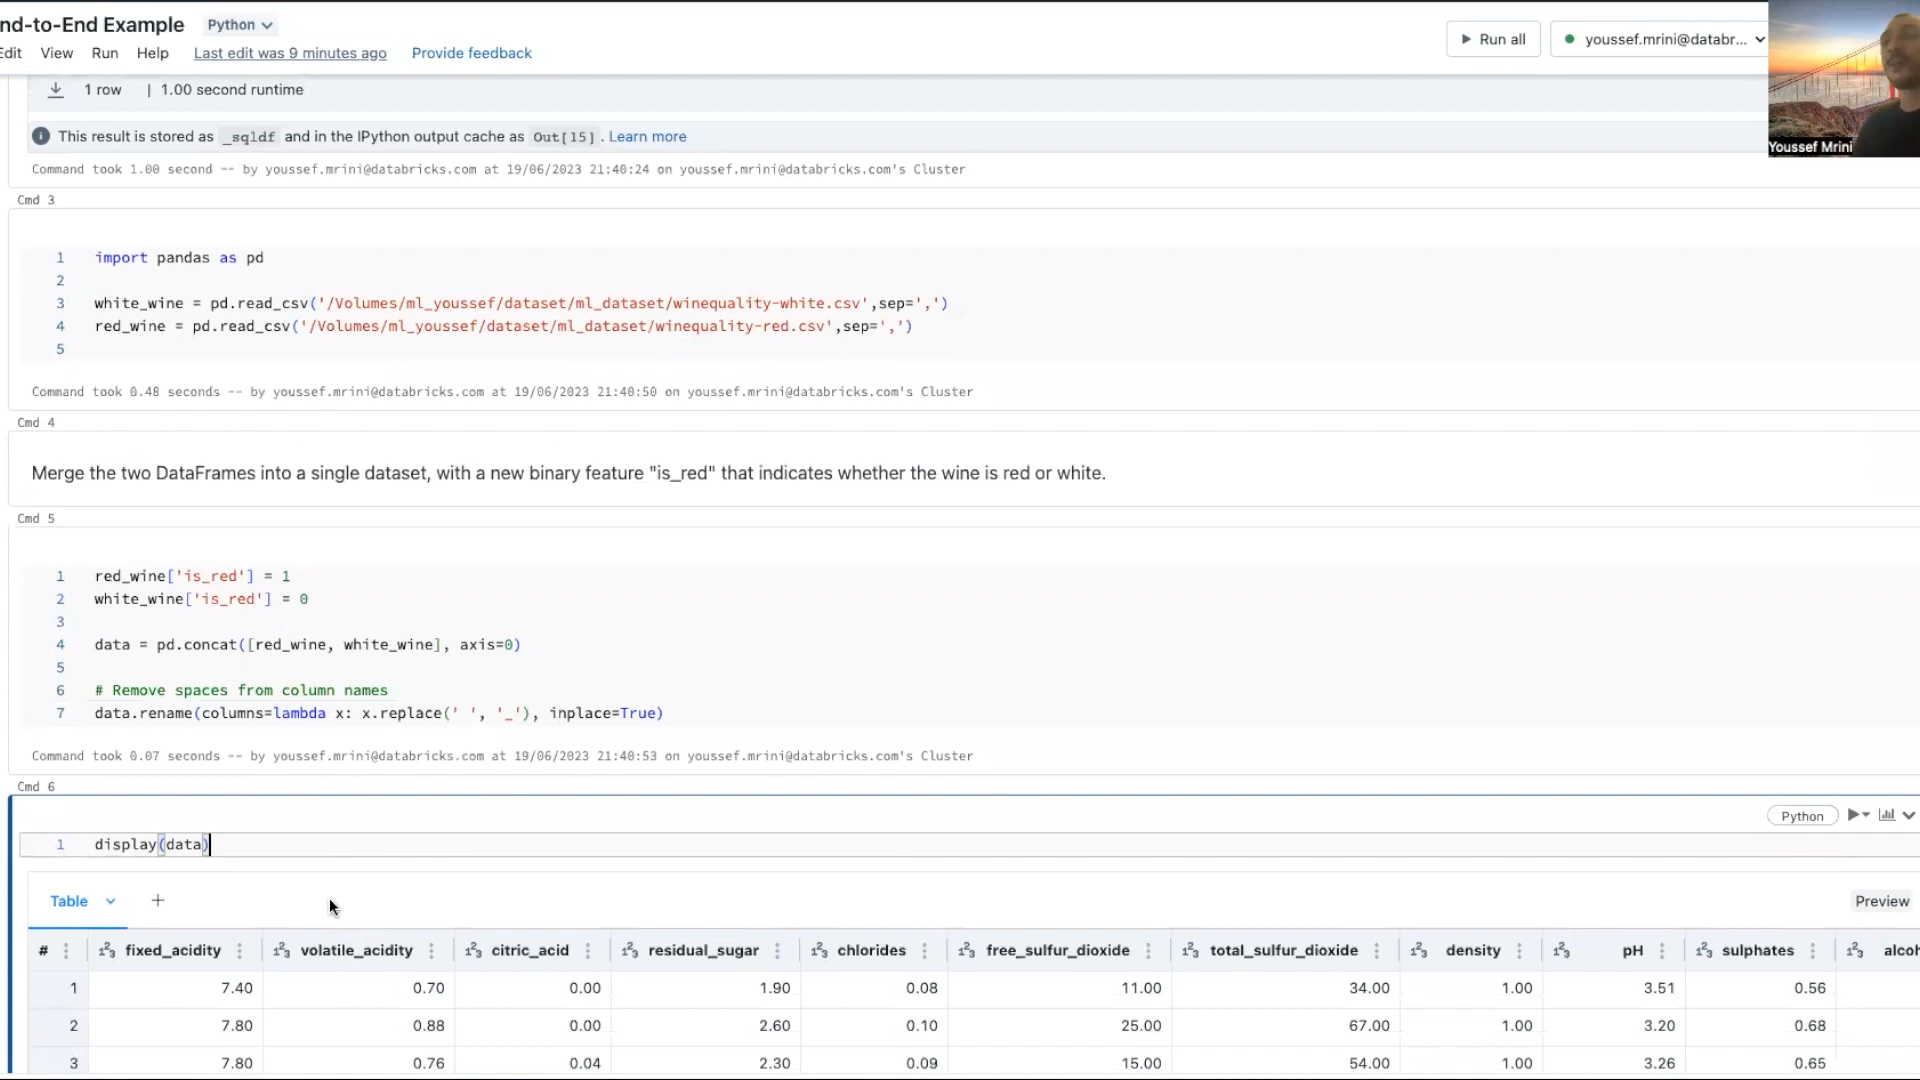 nd-to-End Example Python
Edit View Run Help Last edit was 9 minutes ago Provide feedback
Run all youssef.mrini@databr...
Youssef Mrini
1 row | 1.00 second runtime
This result is stored as _sqldf and in the IPython output cache as Out[15] . Learn more
Command took 1.00 second -- by youssef.mrini@databricks.com at 19/06/2023 21:40:24 on youssef.mrini@databricks.com's Cluster
Cmd 3
1 import pandas as pd
2
3 white_wine = pd.read_csv('/Volumes/ml_youssef/dataset/ml_dataset/winequality-white.csv',sep=',')
4 red_wine = pd.read_csv('/Volumes/ml_youssef/dataset/ml_dataset/winequality-red.csv',sep=',')
5
Command took 0.48 seconds -- by youssef.mrini@databricks.com at 19/06/2023 21:40:50 on youssef.mrini@databricks.com's Cluster
Cmd 4
Merge the two DataFrames into a single dataset, with a new binary feature "is_red" that indicates whether the wine is red or white.
Cmd 5
1 red_wine['is_red'] = 1
2 white_wine['is_red'] = 0
3
4 data = pd.concat([red_wine, white_wine], axis=0)
5
6 # Remove spaces from column names
7 data.rename(columns=lambda x: x.replace(' ', '_'), inplace=True)
Command took 0.07 seconds -- by youssef.mrini@databricks.com at 19/06/2023 21:40:53 on youssef.mrini@databricks.com's Cluster
Cmd 6
Python
1 display(data)
Table + Preview
# fixed_acidity volatile_acidity citric_acid residual_sugar chlorides free_sulfur_dioxide total_sulfur_dioxide density pH sulphates alcoh
1 7.40 0.70 0.00 1.90 0.08 11.00 34.00 1.00 3.51 0.56
2 7.80 0.88 0.00 2.60 0.10 25.00 67.00 1.00 3.20 0.68
3 7.80 0.76 0.04 2.30 0.09 15.00 54.00 1.00 3.26 0.65